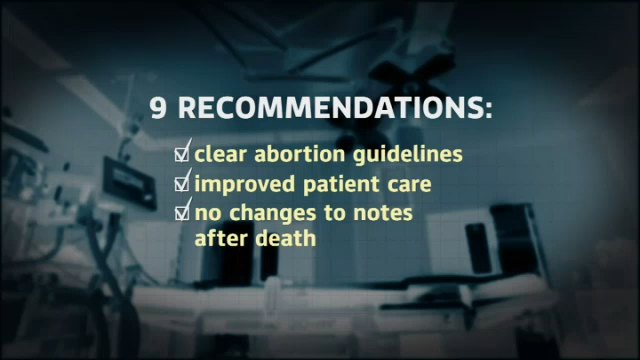 9 RECOMMENDATIONS:
clear abortion guidelines
improved patient care
no changes to notes
after death